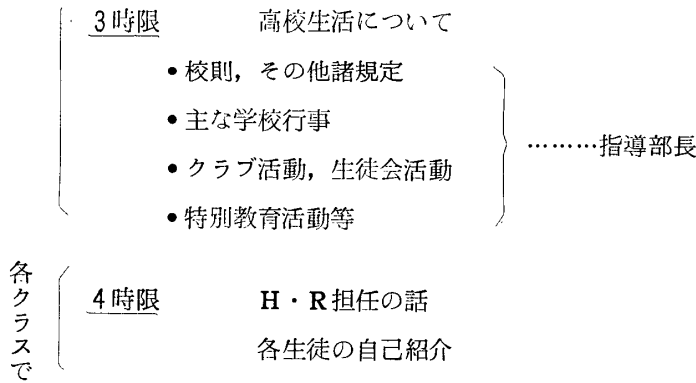 3時限 高校生活について
•校則，その他諸規定
•主な学校行事
•クラブ活動，生徒会活動
•特別教育活動等
………指導部長
各クラスで
4時限 H・R担任の話
各生徒の自己紹介